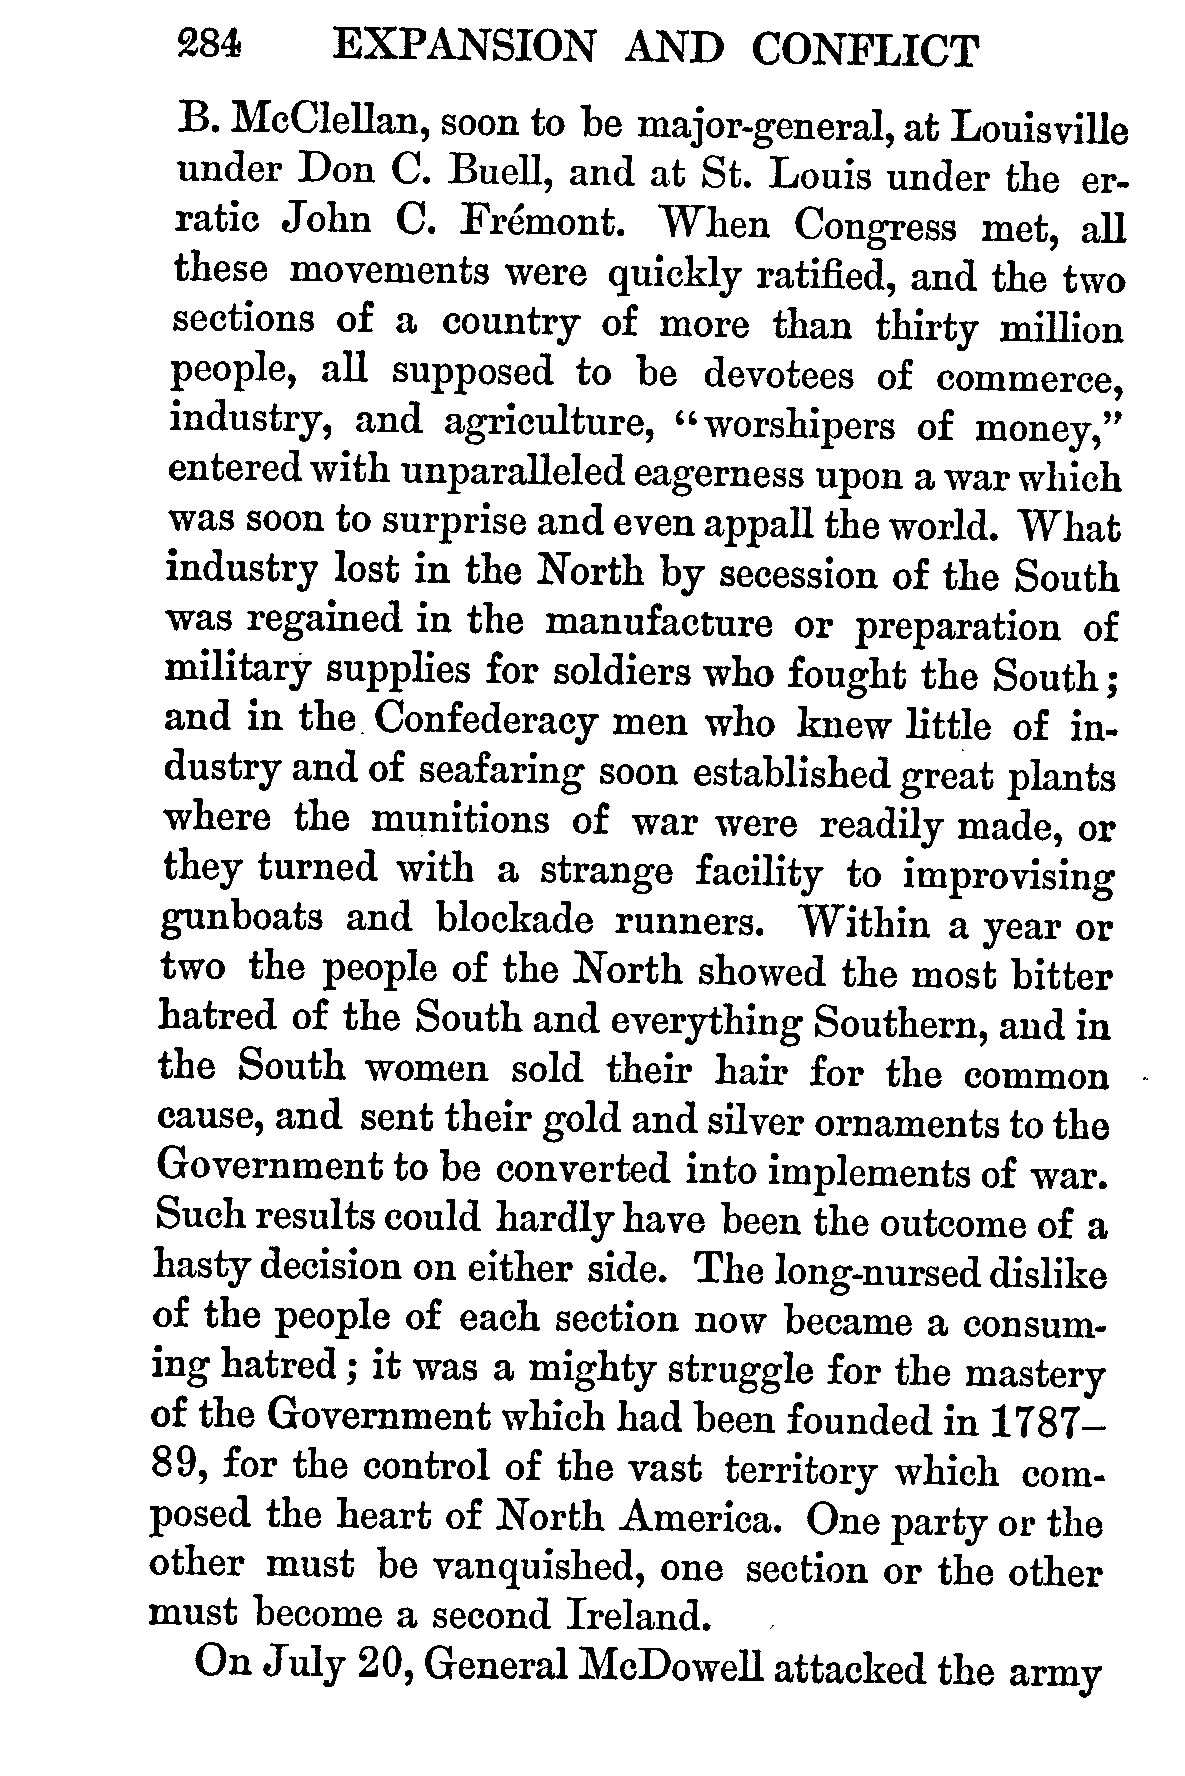 284 EXPANSION AND CONFLICT
B. McClellan, soon to be major-general, at Louisville
under Don C. Buell, and at St. Louis under the er-
ratic John C. Frémont. When Congress met, all
these movements were quickly ratified, and the two
sections of a country of more than thirty million
people, all supposed to be devotees of commerce,
industry, and agriculture, “worshipers of money,”
entered with unparalleled eagerness upon a war which
was soon to surprise and even appall the world. What
industry lost in the North by secession of the South
was regained in the manufacture or preparation of
military supplies for soldiers who fought the South;
and in the Confederacy men who knew little of in-
dustry and of seafaring soon established great plants
where the munitions of war were readily made, or
they turned with a strange facility to improvising
gunboats and blockade runners. Within a year or
two the people of the North showed the most bitter
hatred of the South and everything Southern, and in
the South women sold their hair for the common
cause, and sent their gold and silver ornaments to the
Government to be converted into implements of war.
Such results could hardly have been the outcome of a
hasty decision on either side. The long-nursed dislike
of the people of each section now became a consum-
ing hatred; it was a mighty struggle for the mastery
of the Government which had been founded in 1787–
89, for the control of the vast territory which com-
posed the heart of North America. One party or the
other must be vanquished, one section or the other
must become a second Ireland.
On July 20, General McDowell attacked the army